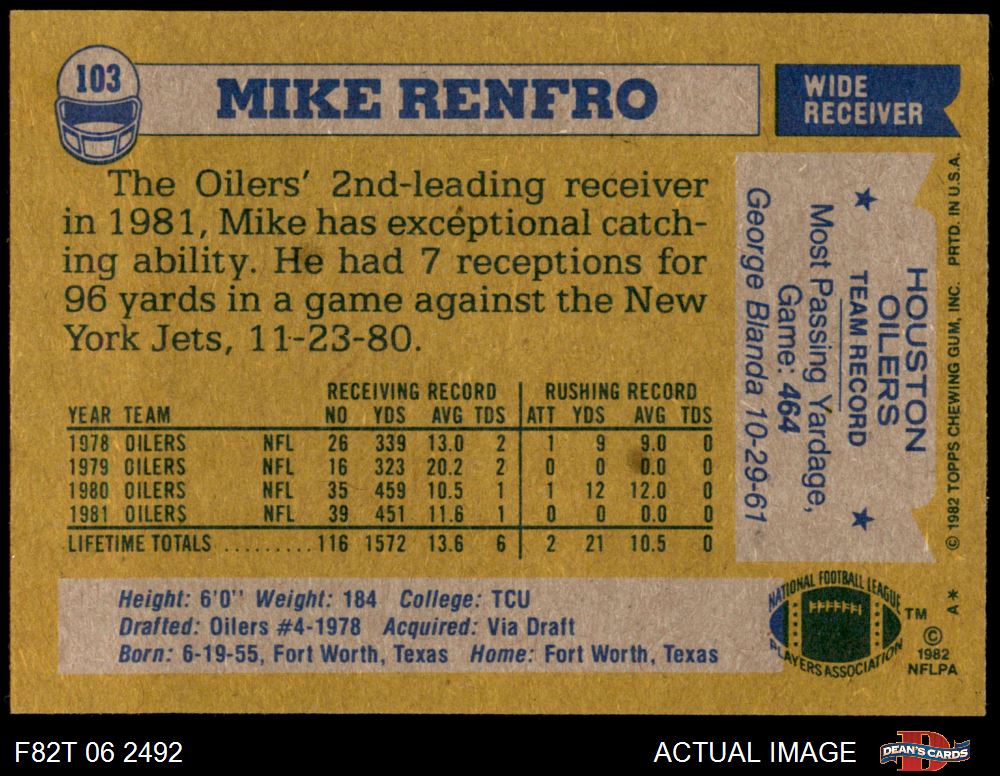 103
MIKE RENFRO
WIDE
RECEIVER
The Oilers' 2nd-leading receiver
in 1981, Mike has exceptional catch-
ing ability. He had 7 receptions for
96 yards in a game against the New
York Jets, 11-23-80.
RECEIVING RECORD RUSHING RECORD
YEAR TEAM NO YDS AVG TDS ATT YDS AVG TDS
1978 OILERS NFL 26 339 13.0 2 1 9 9.0 0
1979 OILERS NFL 16 323 20.2 2 0 0 0.0 0
1980 OILERS NFL 35 459 10.5 1 1 12 12.0 0
1981 OILERS NFL 39 451 11.6 1 0 0 0.0 0
LIFETIME TOTALS ......... 116 1572 13.6 6 2 21 10.5 0
Height: 6'0" Weight: 184 College: TCU
Drafted: Oilers #4-1978 Acquired: Via Draft
Born: 6-19-55, Fort Worth, Texas Home: Fort Worth, Texas
HOUSTON
OILERS
★ TEAM RECORD ★
Most Passing Yardage,
Game: 464
George Blanda 10-29-61
© 1982 TOPPS CHEWING GUM, INC. PRTD. IN U.S.A.
A*
NATIONAL FOOTBALL LEAGUE
PLAYERS ASSOCIATION
TM
©
1982
NFLPA
F82T 06 2492
ACTUAL IMAGE
D
DEAN'S CARDS